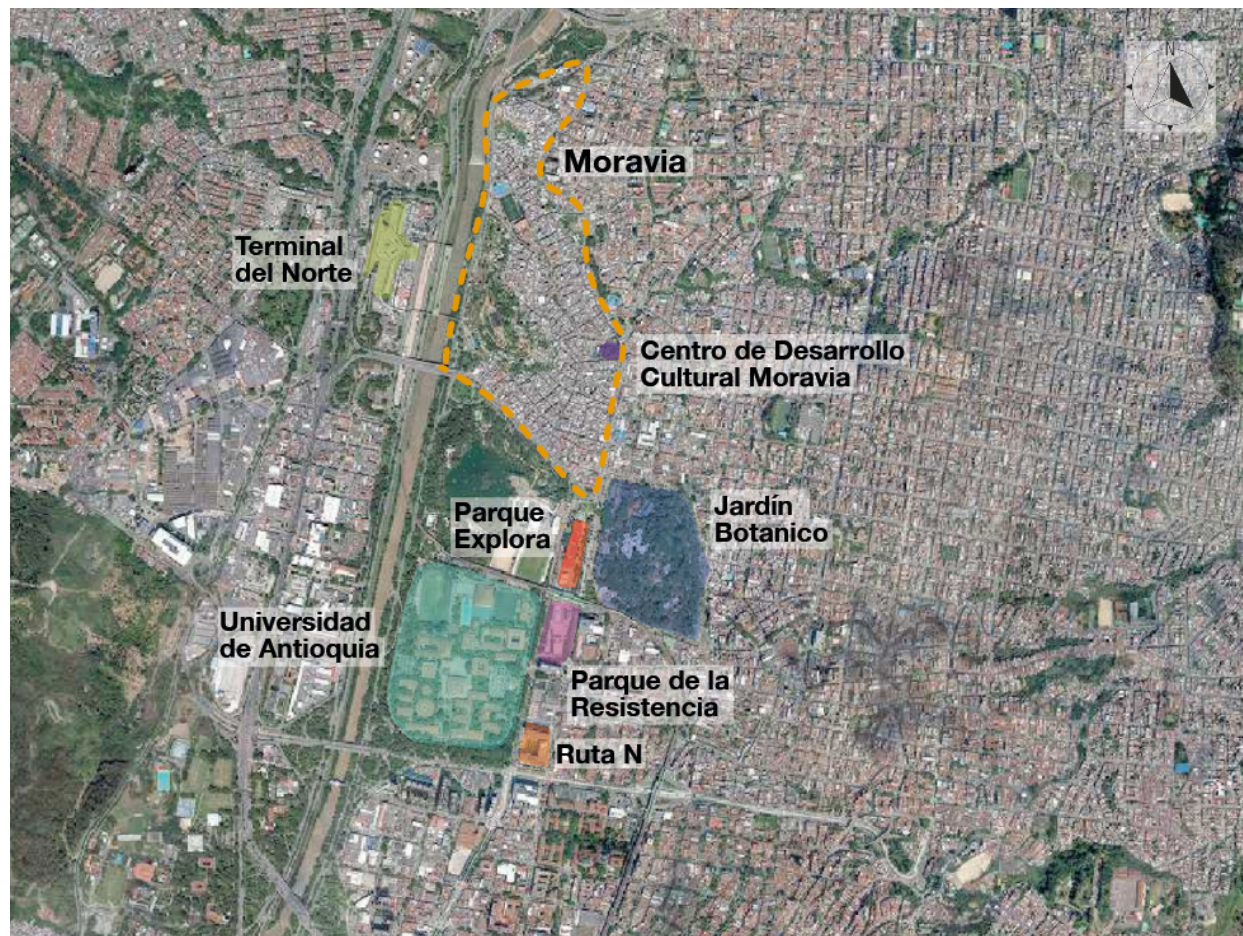 N
Moravia
Terminal
del Norte
Centro de Desarrollo
Cultural Moravia
Parque
Explora
Jardín
Botanico
Universidad
de Antioquia
Parque de la
Resistencia
Ruta N